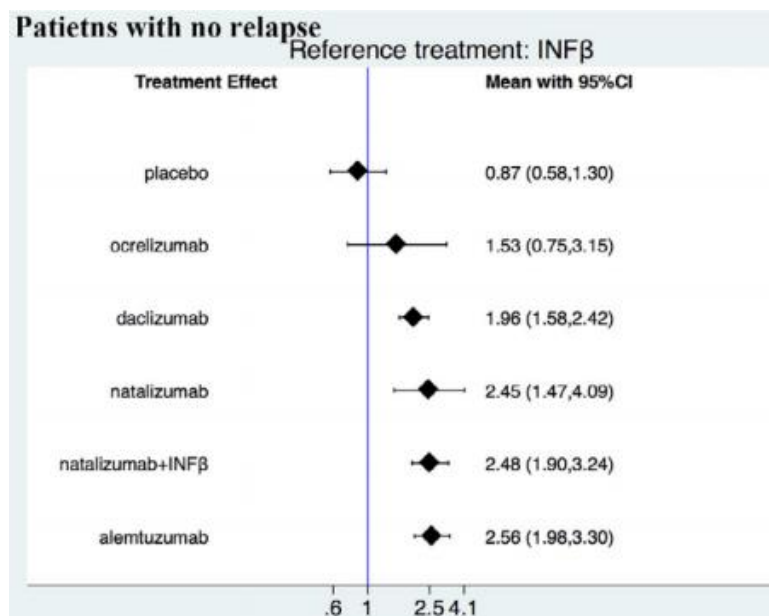 Patietns with no relapse
Reference treatment: INFβ
Treatment Effect Mean with 95%CI
placebo 0.87 (0.58,1.30)
ocrelizumab 1.53 (0.75,3.15)
daclizumab 1.96 (1.58,2.42)
natalizumab 2.45 (1.47,4.09)
natalizumab+INFβ 2.48 (1.90,3.24)
alemtuzumab 2.56 (1.98,3.30)
.6 1 2.5 4.1